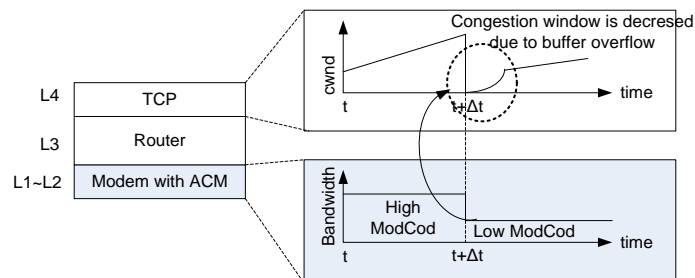 Congestion window is decresed
due to buffer overflow
cwnd
t
t+Δt
time
L4
TCP
L3
Router
L1~L2
Modem with ACM
Bandwidth
High
ModCod
Low ModCod
t
t+Δt
time